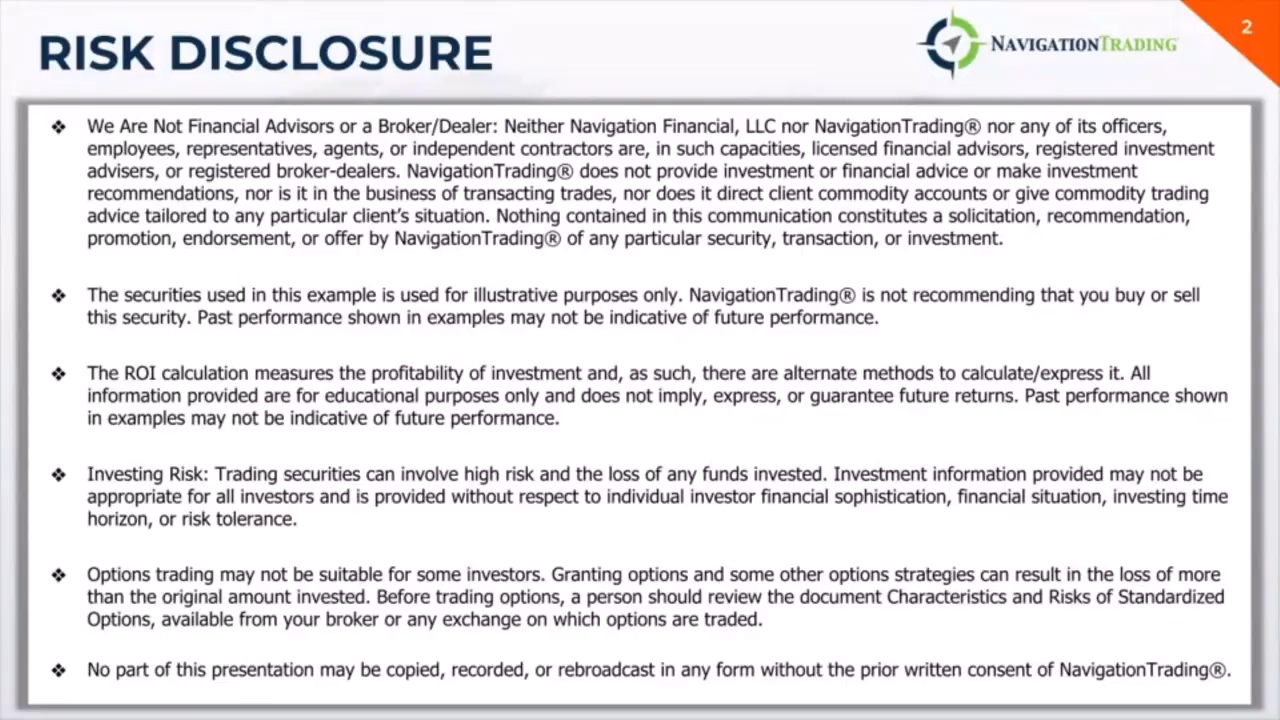 RISK DISCLOSURE
NAVIGATIONTRADING
2
❖ We Are Not Financial Advisors or a Broker/Dealer: Neither Navigation Financial, LLC nor NavigationTrading® nor any of its officers,
employees, representatives, agents, or independent contractors are, in such capacities, licensed financial advisors, registered investment
advisers, or registered broker-dealers. NavigationTrading® does not provide investment or financial advice or make investment
recommendations, nor is it in the business of transacting trades, nor does it direct client commodity accounts or give commodity trading
advice tailored to any particular client's situation. Nothing contained in this communication constitutes a solicitation, recommendation,
promotion, endorsement, or offer by NavigationTrading® of any particular security, transaction, or investment.
❖ The securities used in this example is used for illustrative purposes only. NavigationTrading® is not recommending that you buy or sell
this security. Past performance shown in examples may not be indicative of future performance.
❖ The ROI calculation measures the profitability of investment and, as such, there are alternate methods to calculate/express it. All
information provided are for educational purposes only and does not imply, express, or guarantee future returns. Past performance shown
in examples may not be indicative of future performance.
❖ Investing Risk: Trading securities can involve high risk and the loss of any funds invested. Investment information provided may not be
appropriate for all investors and is provided without respect to individual investor financial sophistication, financial situation, investing time
horizon, or risk tolerance.
❖ Options trading may not be suitable for some investors. Granting options and some other options strategies can result in the loss of more
than the original amount invested. Before trading options, a person should review the document Characteristics and Risks of Standardized
Options, available from your broker or any exchange on which options are traded.
❖ No part of this presentation may be copied, recorded, or rebroadcast in any form without the prior written consent of NavigationTrading®.